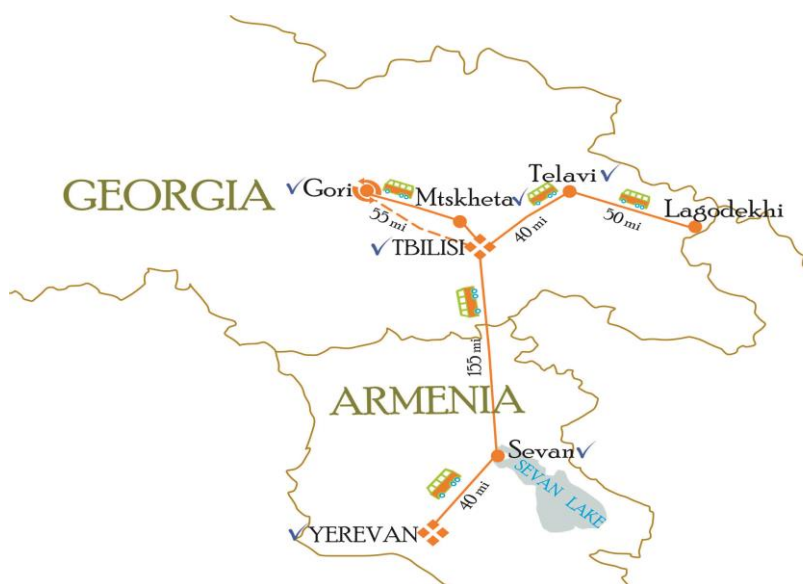 Telavi
GEORGIA
Gori
Mtskheta
Lagodekhi
55 mi
40 mi
50 mi
TBILISI
155 mi
ARMENIA
Sevan
SEVAN LAKE
40 mi
YEREVAN